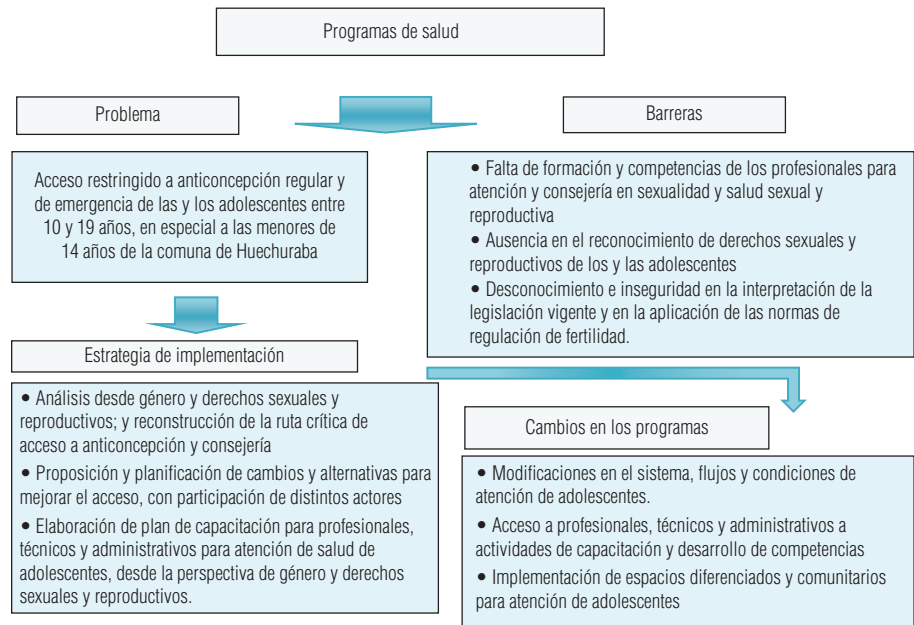 Programas de salud
Problema
Acceso restringido a anticoncepción regular y
de emergencia de las y los adolescentes entre
10 y 19 años, en especial a las menores de
14 años de la comuna de Huechuraba
Barreras
• Falta de formación y competencias de los profesionales para
atención y consejería en sexualidad y salud sexual y
reproductiva
• Ausencia en el reconocimiento de derechos sexuales y
reproductivos de los y las adolescentes
• Desconocimiento e inseguridad en la interpretación de la
legislación vigente y en la aplicación de las normas de
regulación de fertilidad.
Estrategia de implementación
• Análisis desde género y derechos sexuales y
reproductivos; y reconstrucción de la ruta crítica de
acceso a anticoncepción y consejería
• Proposición y planificación de cambios y alternativas para
mejorar el acceso, con participación de distintos actores
• Elaboración de plan de capacitación para profesionales,
técnicos y administrativos para atención de salud de
adolescentes, desde la perspectiva de género y derechos
sexuales y reproductivos.
Cambios en los programas
• Modificaciones en el sistema, flujos y condiciones de
atención de adolescentes.
• Acceso a profesionales, técnicos y administrativos a
actividades de capacitación y desarrollo de competencias
• Implementación de espacios diferenciados y comunitarios
para atención de adolescentes